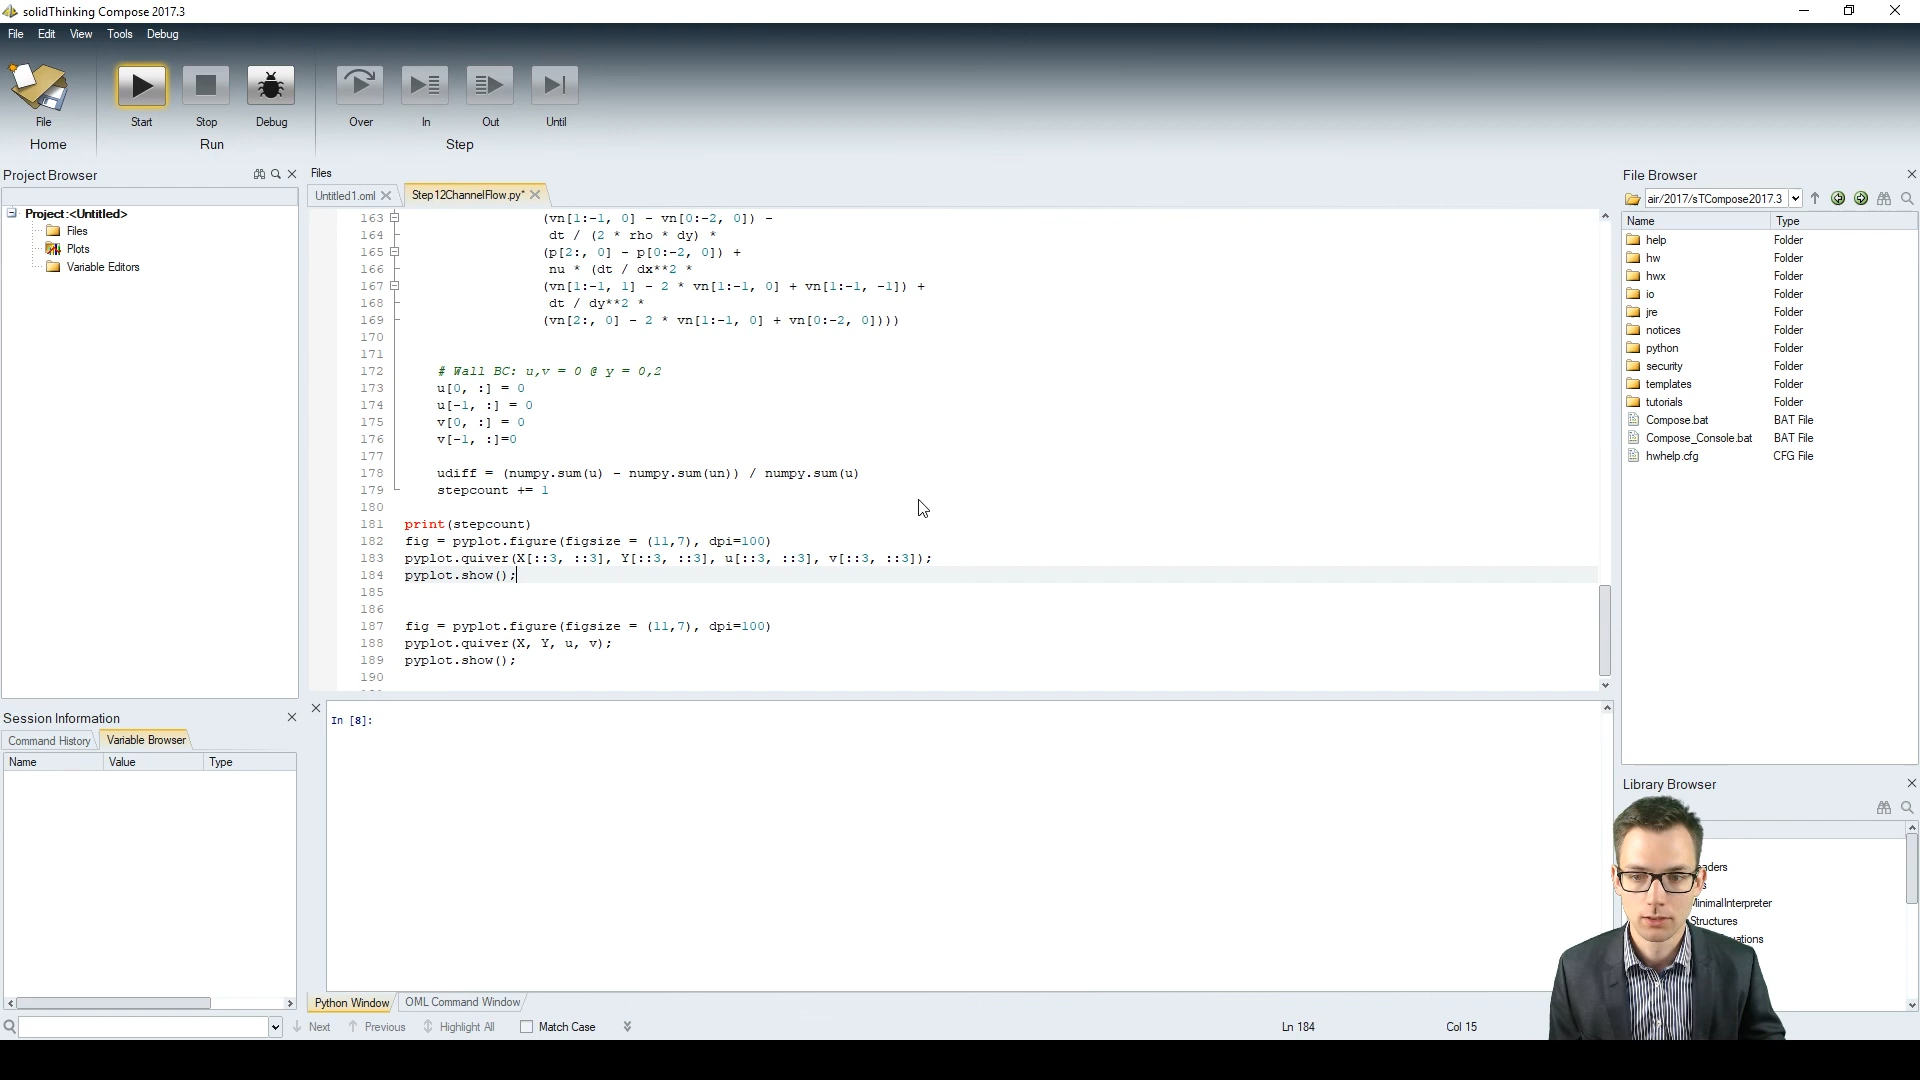 solidThinking Compose 2017.3
File Edit View Tools Debug
File Start Stop Debug Over In Out Until
Home Run Step
Project Browser
Project:<Untitled>
Files
Plots
Variable Editors
Files
Untitled1.oml Step12ChannelFlow.py*
163 (vn[1:-1, 0] - vn[0:-2, 0]) -
164 dt / (2 * rho * dy) *
165 (p[2:, 0] - p[0:-2, 0]) +
166 nu * (dt / dx**2 *
167 (vn[1:-1, 1] - 2 * vn[1:-1, 0] + vn[1:-1, -1]) +
168 dt / dy**2 *
169 (vn[2:, 0] - 2 * vn[1:-1, 0] + vn[0:-2, 0])))
170
171
172 # Wall BC: u,v = 0 @ y = 0,2
173 u[0, :] = 0
174 u[-1, :] = 0
175 v[0, :] = 0
176 v[-1, :]=0
177
178 udiff = (numpy.sum(u) - numpy.sum(un)) / numpy.sum(u)
179 stepcount += 1
180
181 print(stepcount)
182 fig = pyplot.figure(figsize = (11,7), dpi=100)
183 pyplot.quiver(X[::3, ::3], Y[::3, ::3], u[::3, ::3], v[::3, ::3]);
184 pyplot.show();
185
186
187 fig = pyplot.figure(figsize = (11,7), dpi=100)
188 pyplot.quiver(X, Y, u, v);
189 pyplot.show();
190
File Browser
air/2017/sTCompose2017.3
Name Type
help Folder
hw Folder
hwx Folder
io Folder
jre Folder
notices Folder
python Folder
security Folder
templates Folder
tutorials Folder
Compose.bat BAT File
Compose_Console.bat BAT File
hwhelp.cfg CFG File
Session Information
Command History Variable Browser
Name Value Type
In [8]:
Python Window OML Command Window
Next Previous Highlight All Match Case
Ln 184 Col 15
Library Browser
MinimalInterpreter
Structures